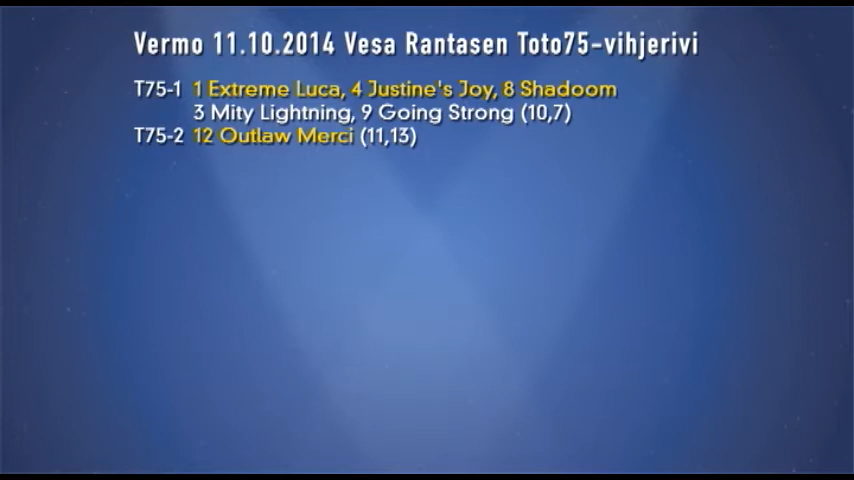 Vermo 11.10.2014 Vesa Rantasen Toto75-vihjerivi
T75-1 1 Extreme Luca, 4 Justine's Joy, 8 Shadoom
3 Mity Lightning, 9 Going Strong (10,7)
T75-2 12 Outlaw Merci (11,13)